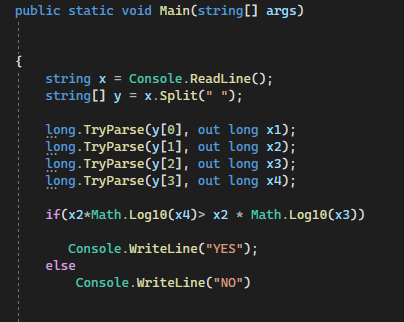 public static void Main(string[] args)
{
string x = Console.ReadLine();
string[] y = x.Split(" ");
long.TryParse(y[0], out long x1);
long.TryParse(y[1], out long x2);
long.TryParse(y[2], out long x3);
long.TryParse(y[3], out long x4);
if(x2*Math.Log10(x4)> x2 * Math.Log10(x3))
Console.WriteLine("YES");
else
Console.WriteLine("NO")